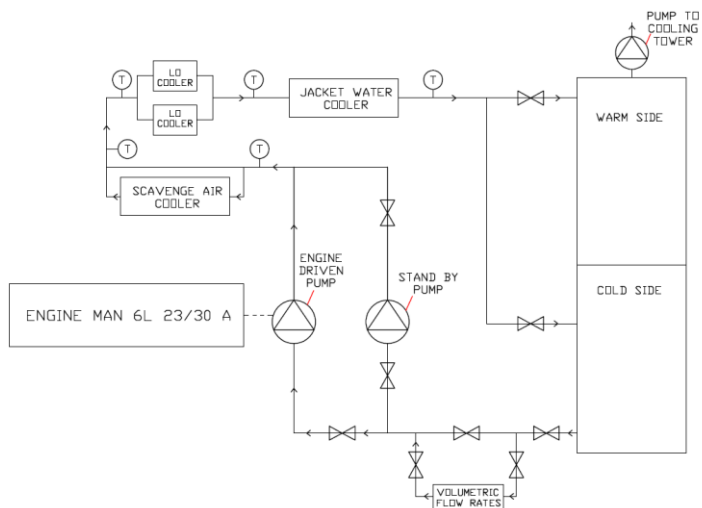 PUMP TO
COOLING
TOWER
T
LO
COOLER
T
JACKET WATER
COOLER
T
LO
COOLER
WARM SIDE
T
T
SCAVENGE AIR
COOLER
ENGINE
DRIVEN
PUMP
STAND BY
PUMP
COLD SIDE
ENGINE MAN 6L 23/30 A
VOLUMETRIC
FLOW RATES